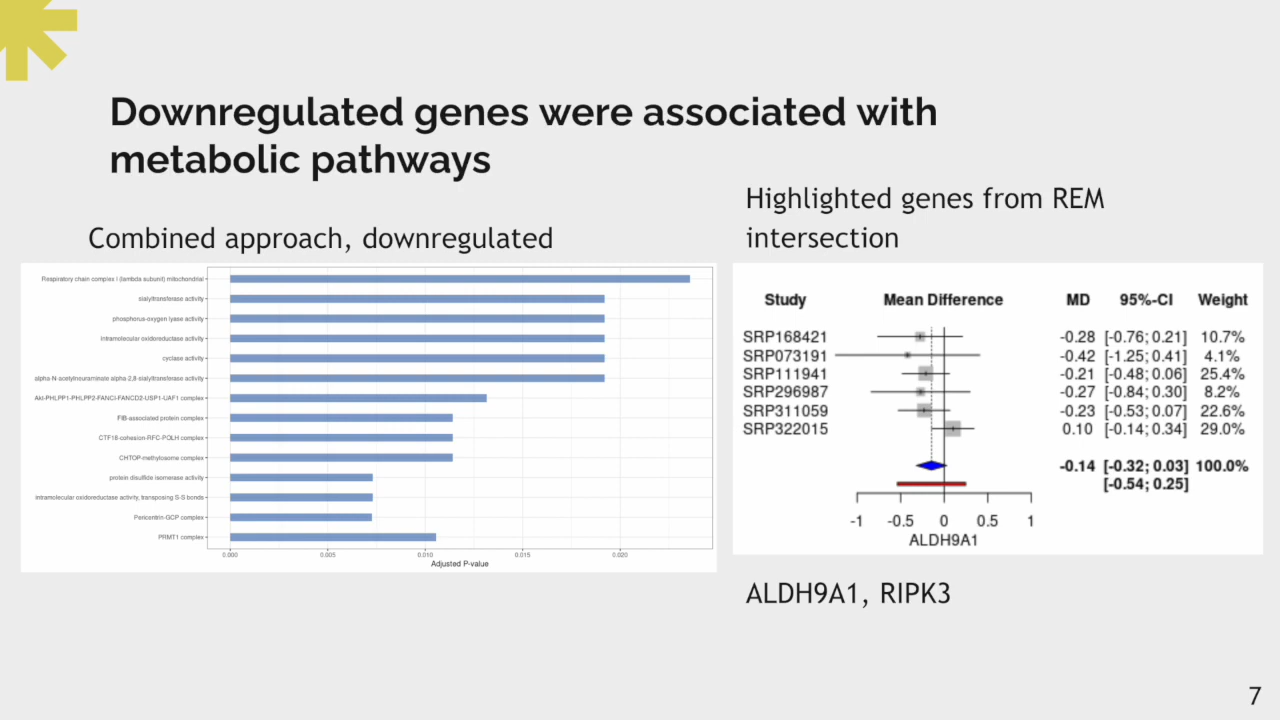 Downregulated genes were associated with
metabolic pathways
Combined approach, downregulated
Highlighted genes from REM
intersection
Respiratory chain complex I (lambda subunit) mitochondrial
sialyltransferase activity
phosphorus-oxygen lyase activity
intramolecular oxidoreductase activity
cyclase activity
alpha-N-acetylneuraminate alpha-2,8-sialyltransferase activity
Akt-PHLPP1-PHLPP2-FANCI-FANCD2-USP1-UAF1 complex
FIB-associated protein complex
CTF18-cohesion-RFC-POLH complex
CHTOP-methylosome complex
protein disulfide isomerase activity
intramolecular oxidoreductase activity, transposing S-S bonds
Pericentrin-GCP complex
PRMT1 complex
0.000 0.005 0.010 0.015 0.020
Adjusted P-value
Study Mean Difference MD 95%-CI Weight
SRP168421 -0.28 [-0.76; 0.21] 10.7%
SRP073191 -0.42 [-1.25; 0.41] 4.1%
SRP111941 -0.21 [-0.48; 0.06] 25.4%
SRP296987 -0.27 [-0.84; 0.30] 8.2%
SRP311059 -0.23 [-0.53; 0.07] 22.6%
SRP322015 0.10 [-0.14; 0.34] 29.0%
-0.14 [-0.32; 0.03] 100.0%
[-0.54; 0.25]
-1 -0.5 0 0.5 1
ALDH9A1
ALDH9A1, RIPK3
7